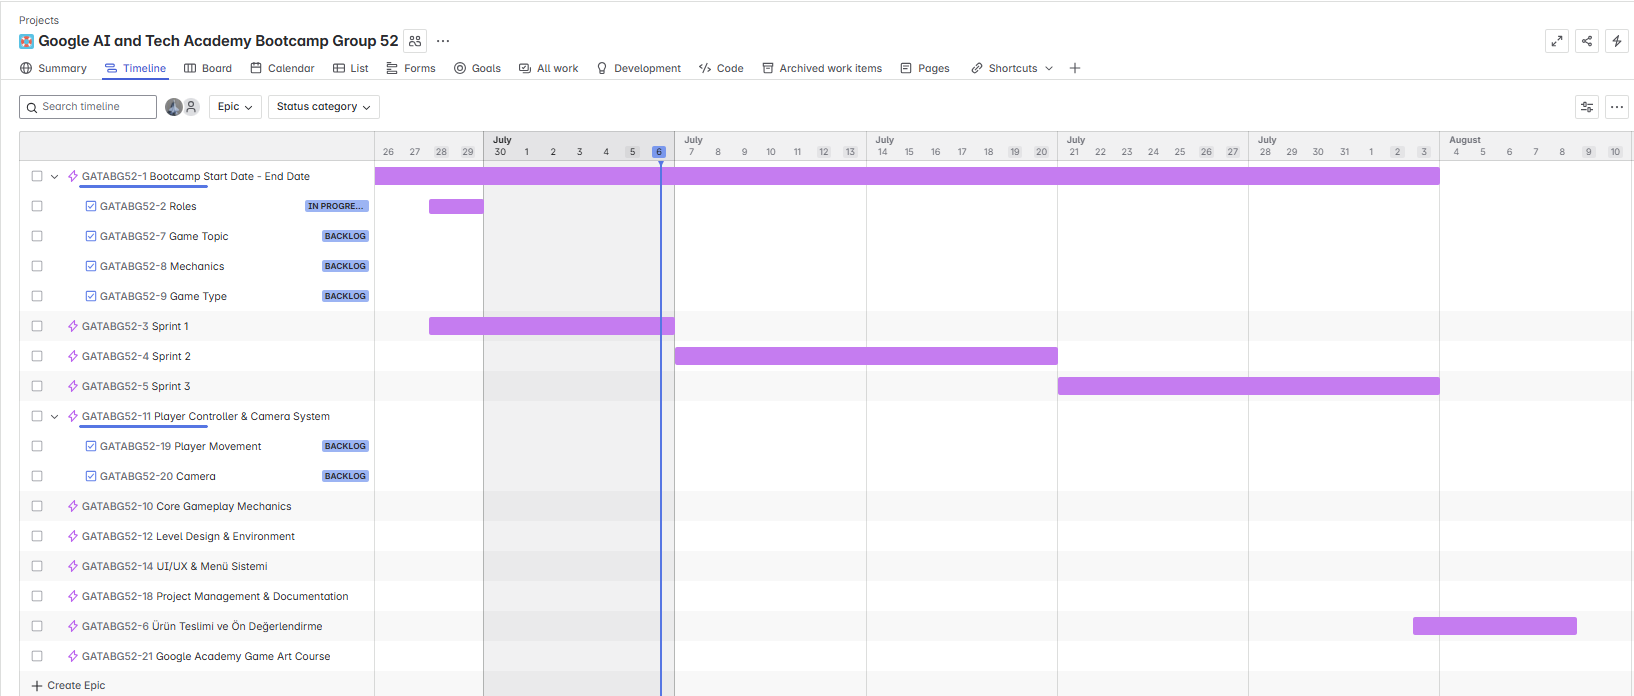 Projects
Google AI and Tech Academy Bootcamp Group 52
Summary Timeline Board Calendar List Forms Goals All work Development Code Archived work items Pages Shortcuts
Search timeline Epic Status category
July July July July July August
26 27 28 29 30 1 2 3 4 5 6 7 8 9 10 11 12 13 14 15 16 17 18 19 20 21 22 23 24 25 26 27 28 29 30 31 1 2 3 4 5 6 7 8 9 10
GATABG52-1 Bootcamp Start Date - End Date
GATABG52-2 Roles IN PROGRE...
GATABG52-7 Game Topic BACKLOG
GATABG52-8 Mechanics BACKLOG
GATABG52-9 Game Type BACKLOG
GATABG52-3 Sprint 1
GATABG52-4 Sprint 2
GATABG52-5 Sprint 3
GATABG52-11 Player Controller & Camera System
GATABG52-19 Player Movement BACKLOG
GATABG52-20 Camera BACKLOG
GATABG52-10 Core Gameplay Mechanics
GATABG52-12 Level Design & Environment
GATABG52-14 UI/UX & Menü Sistemi
GATABG52-18 Project Management & Documentation
GATABG52-6 Ürün Teslimi ve Ön Değerlendirme
GATABG52-21 Google Academy Game Art Course
Create Epic